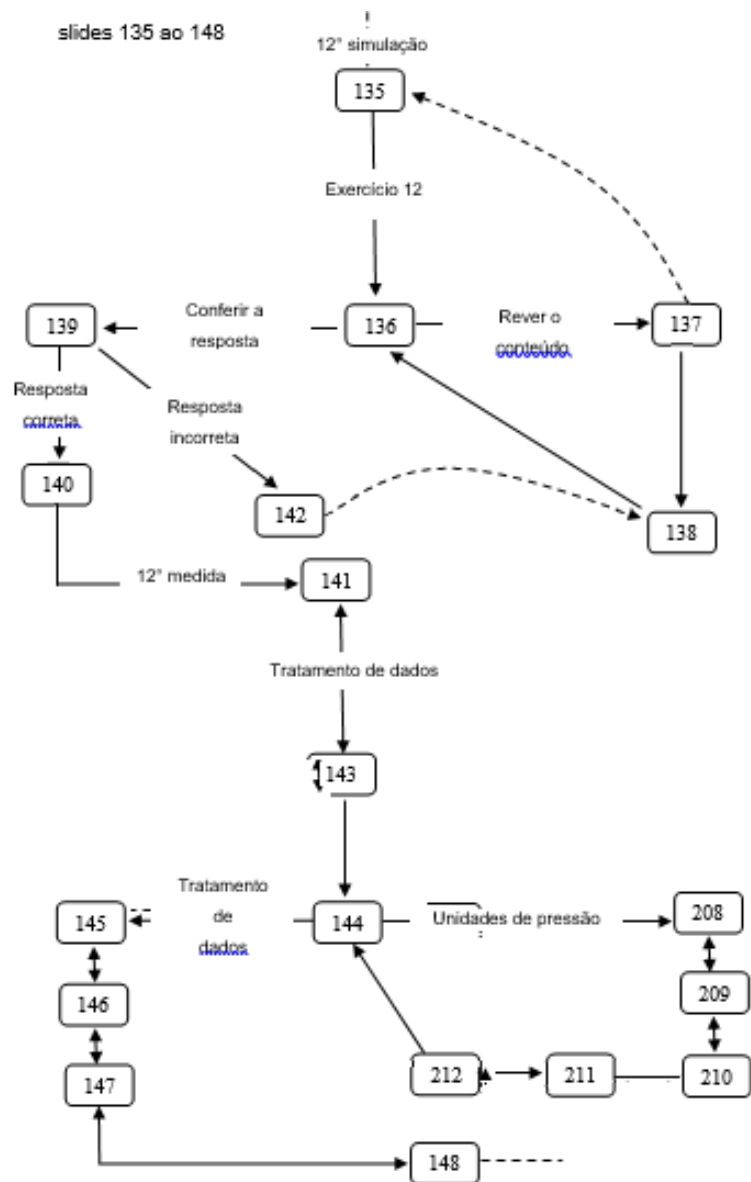 slides 135 ao 148
12° simulação
135
Exercício 12
139
Conferir a
resposta
136
Rever o
conteúdo
137
Resposta
correta
Resposta
incorreta
140
142
138
12° medida
141
Tratamento de dados
143
145
Tratamento
de
dados
144
Unidades de pressão
208
146
209
147
212
211
210
148